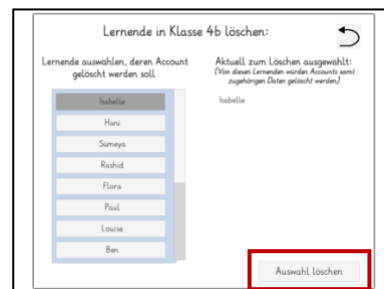 Lernende in Klasse 4b löschen:
Lernende auswählen, deren Account
gelöscht werden soll
Isabelle
Hani
Sümeya
Rashid
Flora
Paul
Louise
Ben
Aktuell zum Löschen ausgewählt:
(Von diesen Lernenden würden Accounts samt
zugehörigen Daten gelöscht werden)
Isabelle
Auswahl löschen